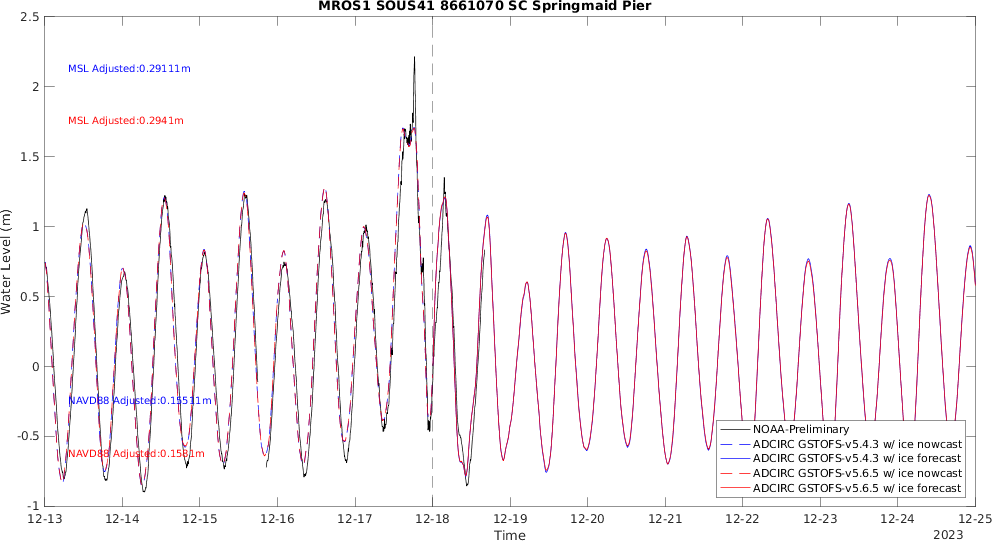 MROS1 SOUS41 8661070 SC Springmaid Pier
2.5
2
1.5
1
0.5
0
-0.5
-1
Water Level (m)
MSL Adjusted:0.29111m
MSL Adjusted:0.2941m
NAVD88 Adjusted:0.15511m
NAVD88 Adjusted:0.1581m
NOAA-Preliminary
ADCIRC GSTOFS-v5.4.3 w/ ice nowcast
ADCIRC GSTOFS-v5.4.3 w/ ice forecast
ADCIRC GSTOFS-v5.6.5 w/ ice nowcast
ADCIRC GSTOFS-v5.6.5 w/ ice forecast
12-13 12-14 12-15 12-16 12-17 12-18 12-19 12-20 12-21 12-22 12-23 12-24 12-25
Time
2023